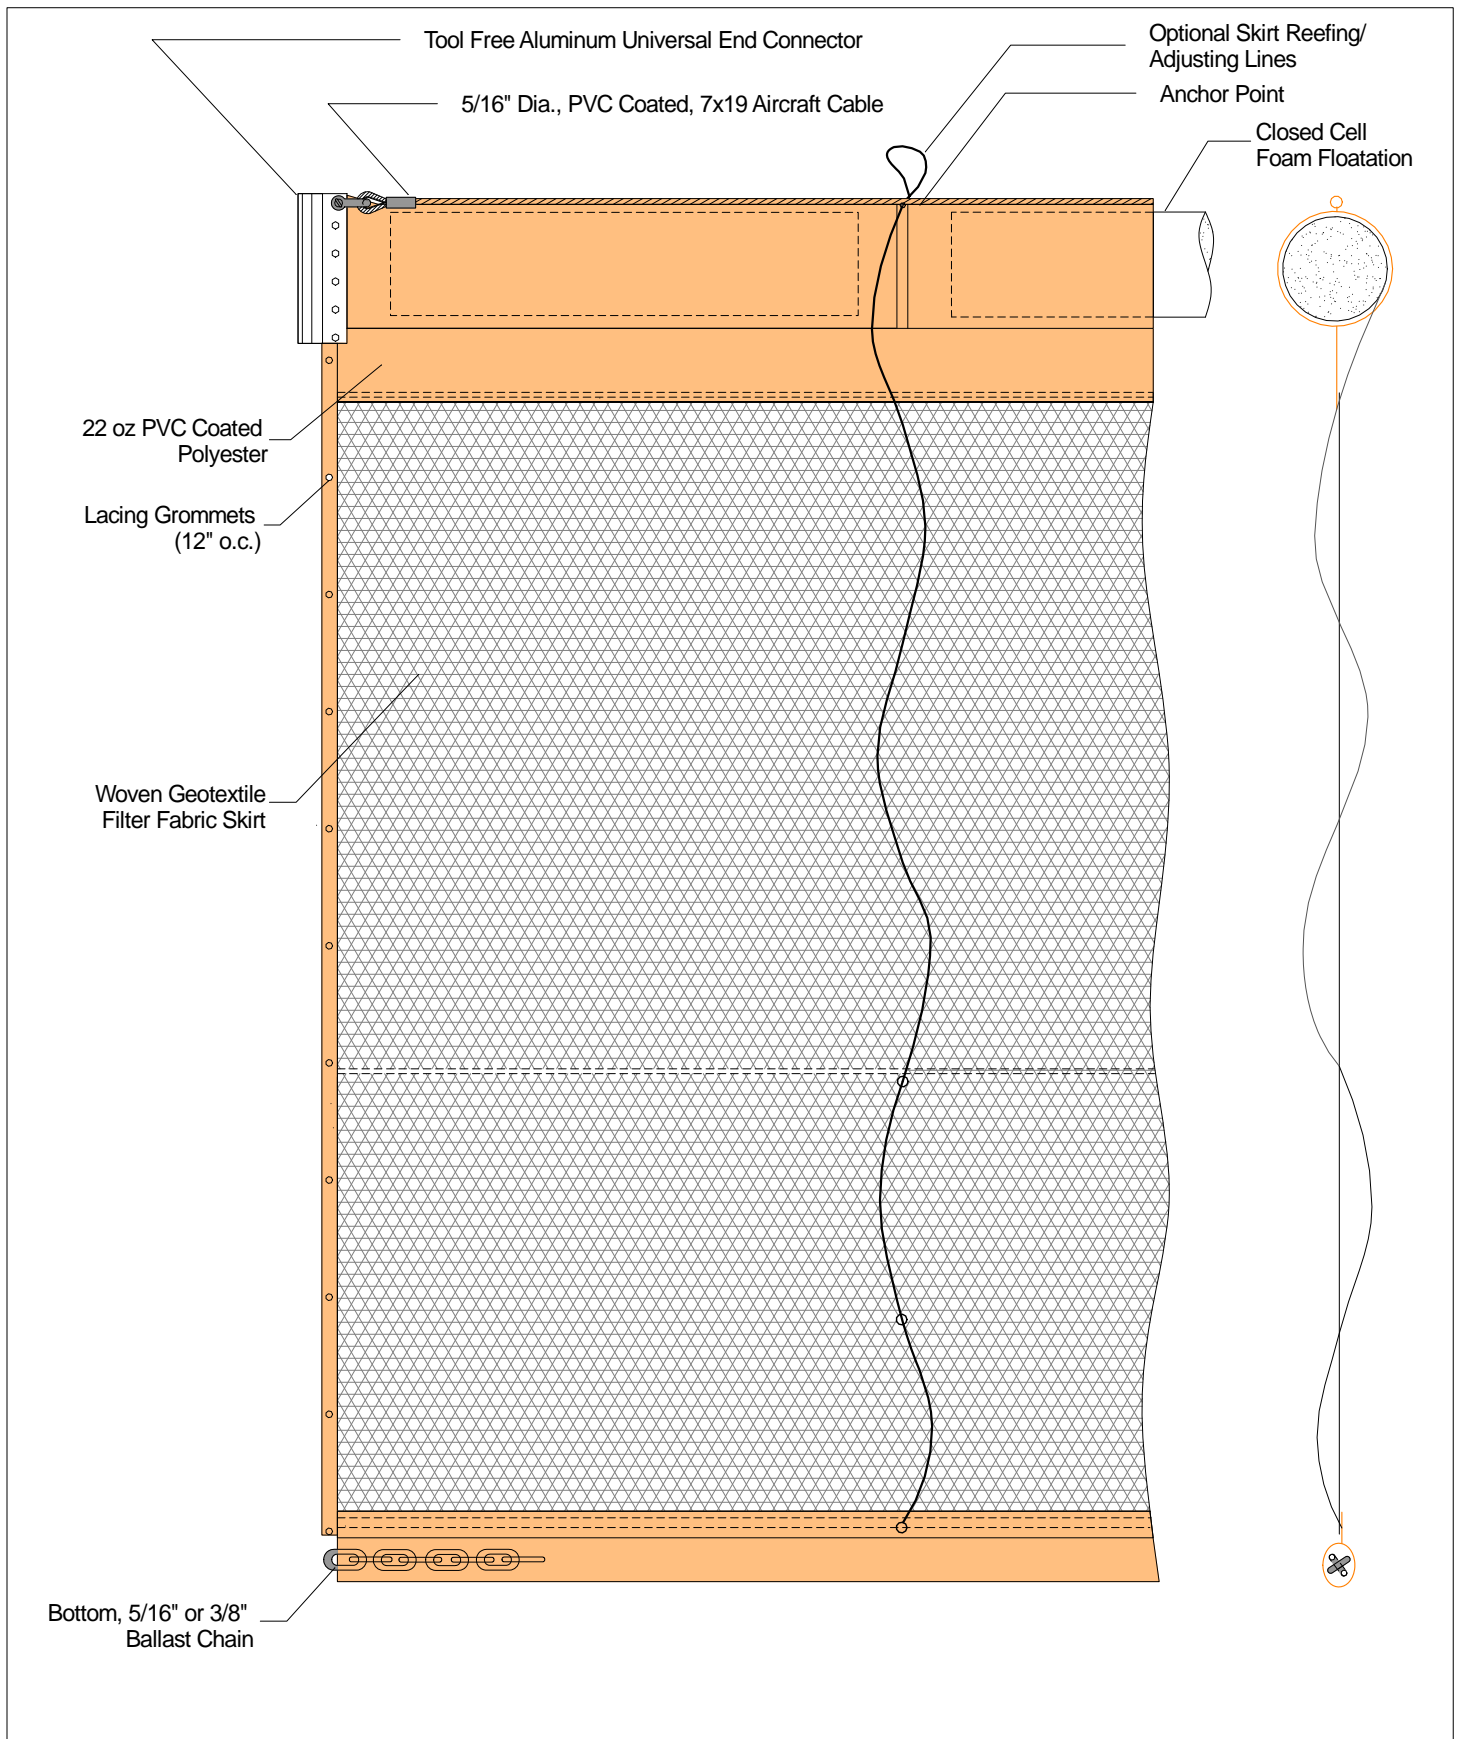 Tool Free Aluminum Universal End Connector
5/16" Dia., PVC Coated, 7x19 Aircraft Cable
Optional Skirt Reefing/
Adjusting Lines
Anchor Point
Closed Cell
Foam Floatation
22 oz PVC Coated
Polyester
Lacing Grommets
(12" o.c.)
Woven Geotextile
Filter Fabric Skirt
Bottom, 5/16" or 3/8"
Ballast Chain